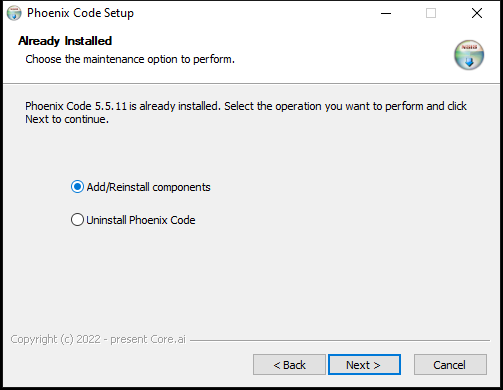 Phoenix Code Setup
Already Installed
Choose the maintenance option to perform.
Phoenix Code 5.5.11 is already installed. Select the operation you want to perform and click
Next to continue.
Add/Reinstall components
Uninstall Phoenix Code
Copyright (c) 2022 - present Core.ai
< Back
Next >
Cancel